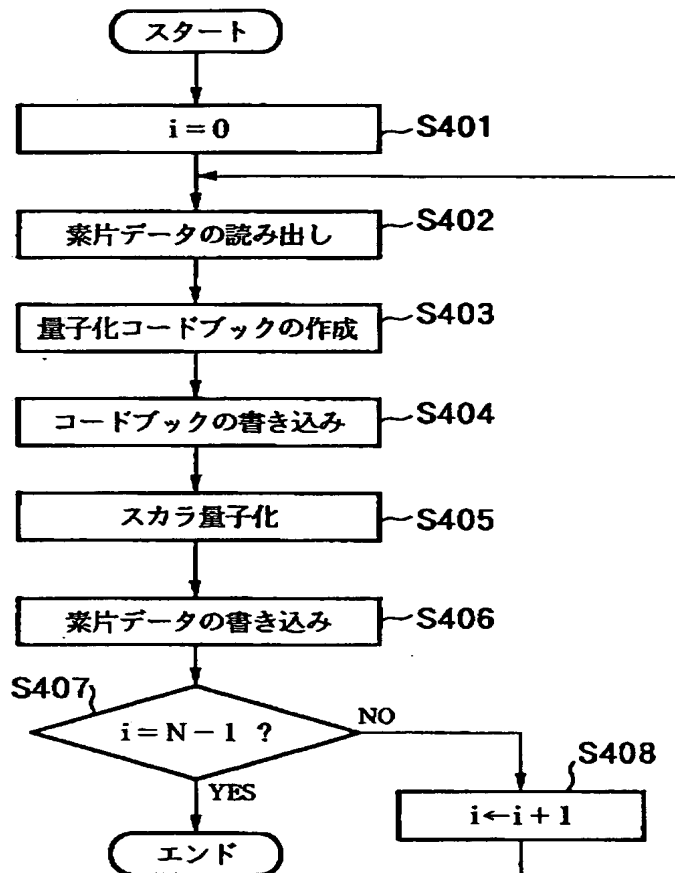 スタート
i = 0
S401
素片データの読み出し
S402
量子化コードブックの作成
S403
コードブックの書き込み
S404
スカラ量子化
S405
素片データの書き込み
S406
S407
i = N − 1 ?
NO
YES
S408
i ← i + 1
エンド